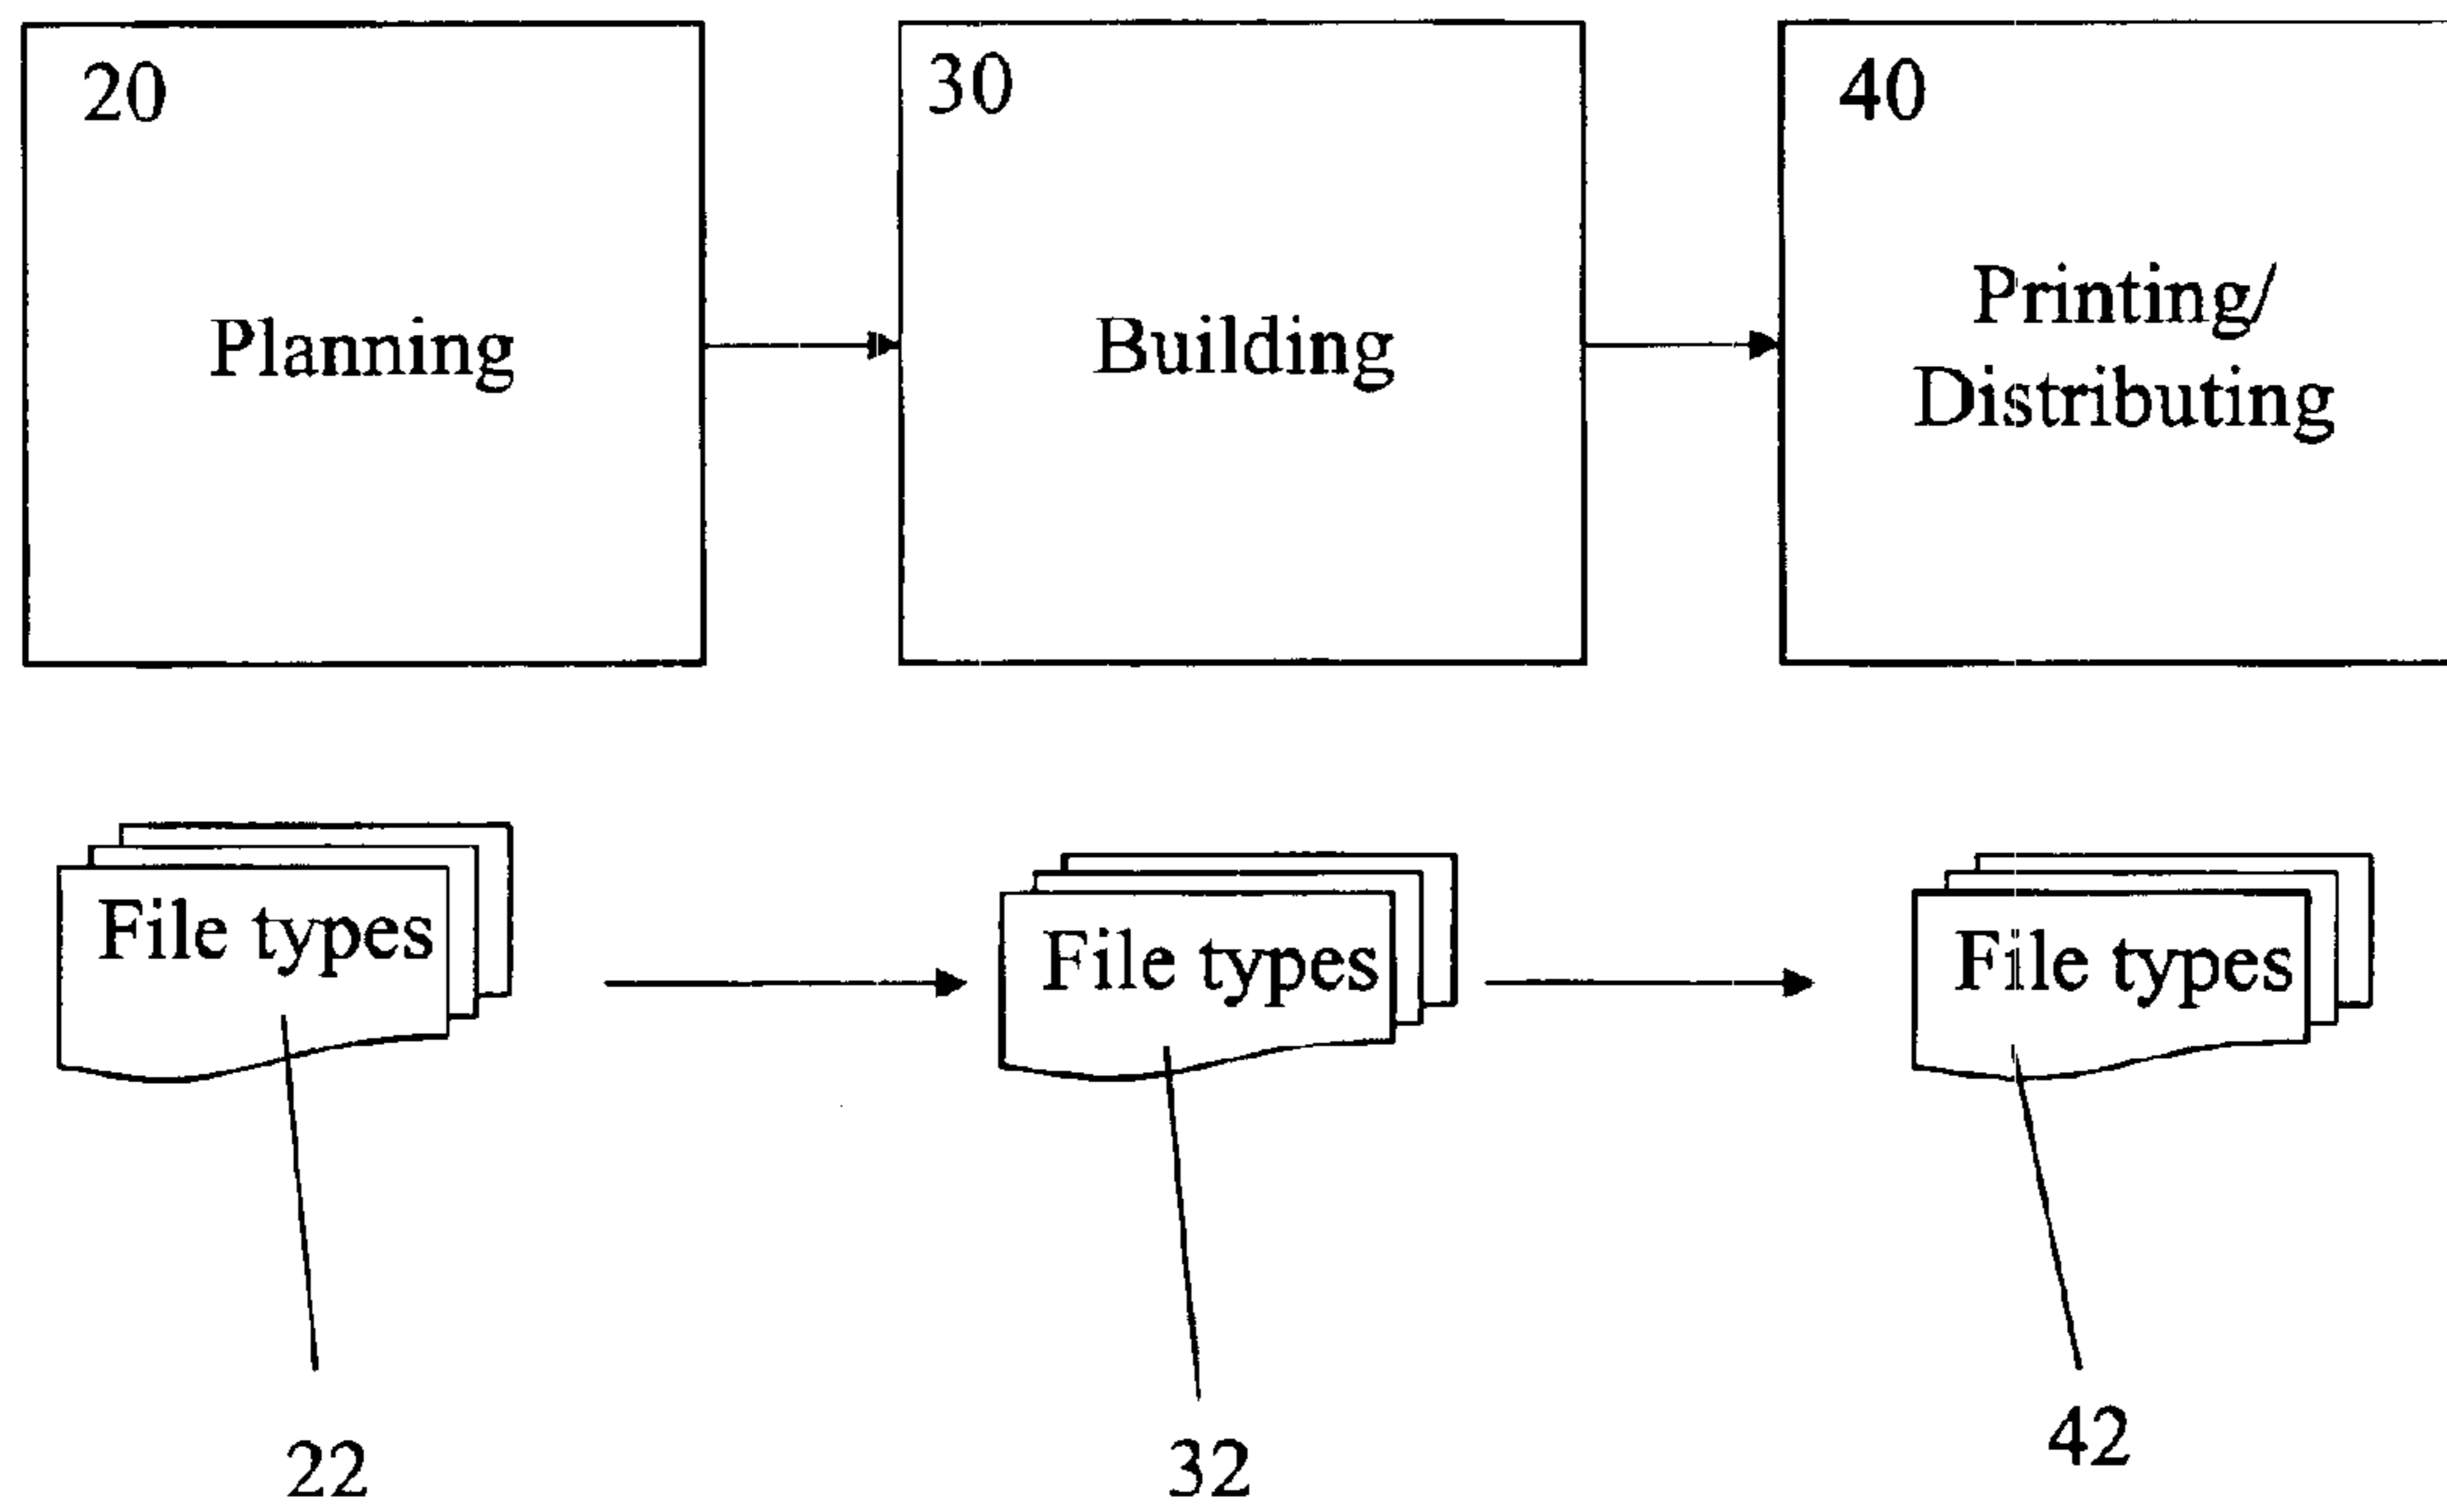 20
30
40
Planning
Building
Printing/
Distributing
File types
File types
File types
22
32
42